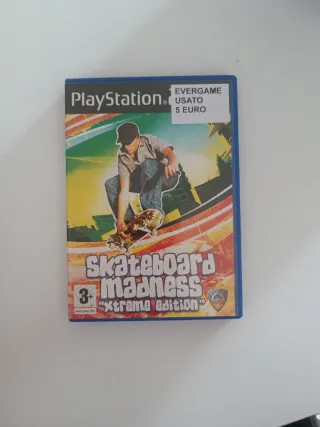 PlayStation
EVERGAME
USATO
5 EURO
skateboard
madness
"xtreme edition"
3+